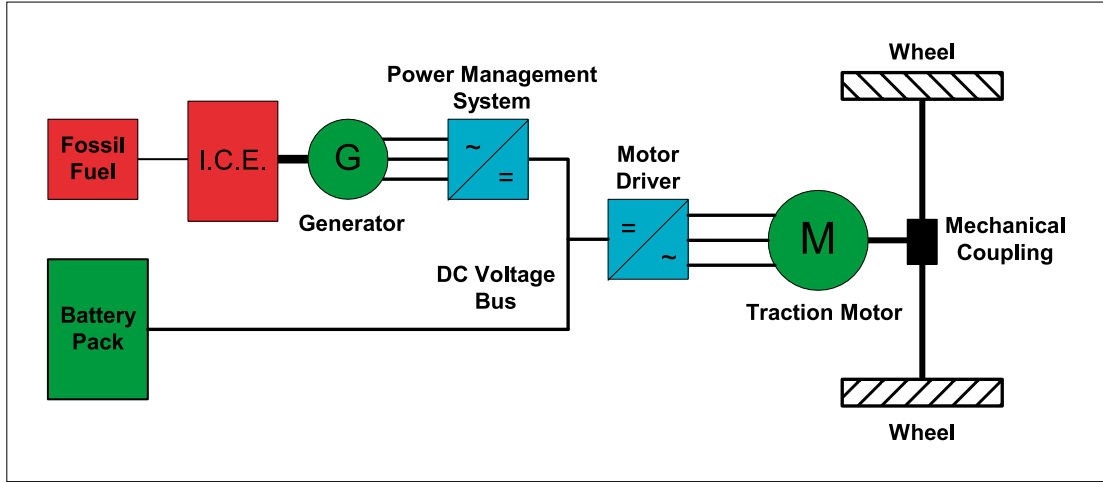 Wheel
Power Management
System
Fossil
Fuel
I.C.E.
G
~
=
Generator
Motor
Driver
=
~
M
Mechanical
Coupling
DC Voltage
Bus
Traction Motor
Battery
Pack
Wheel